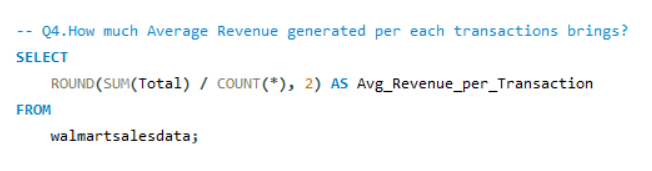 -- Q4.How much Average Revenue generated per each transactions brings?
SELECT
ROUND(SUM(Total) / COUNT(*), 2) AS Avg_Revenue_per_Transaction
FROM
walmartsalesdata;